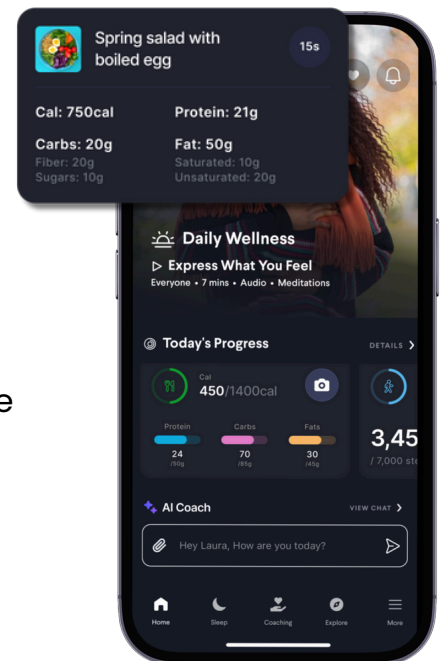 Spring salad with
boiled egg
15s
Cal: 750cal
Protein: 21g
Carbs: 20g
Fat: 50g
Fiber: 20g
Saturated: 10g
Sugars: 10g
Unsaturated: 20g
Daily Wellness
Express What You Feel
Everyone • 7 mins • Audio • Meditations
Today's Progress
DETAILS
Cal
450/1400cal
Protein
Carbs
Fats
24
70
30
/50g
/85g
/45g
3,45
/ 7,000 ste
AI Coach
VIEW CHAT
Hey Laura, How are you today?
Home
Sleep
Coaching
Explore
More
e